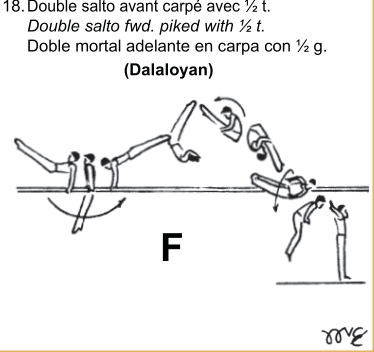 18. Double salto avant carpé avec ½ t.
Double salto fwd. piked with ½ t.
Doble mortal adelante en carpa con ½ g.
(Dalaloyan)
F